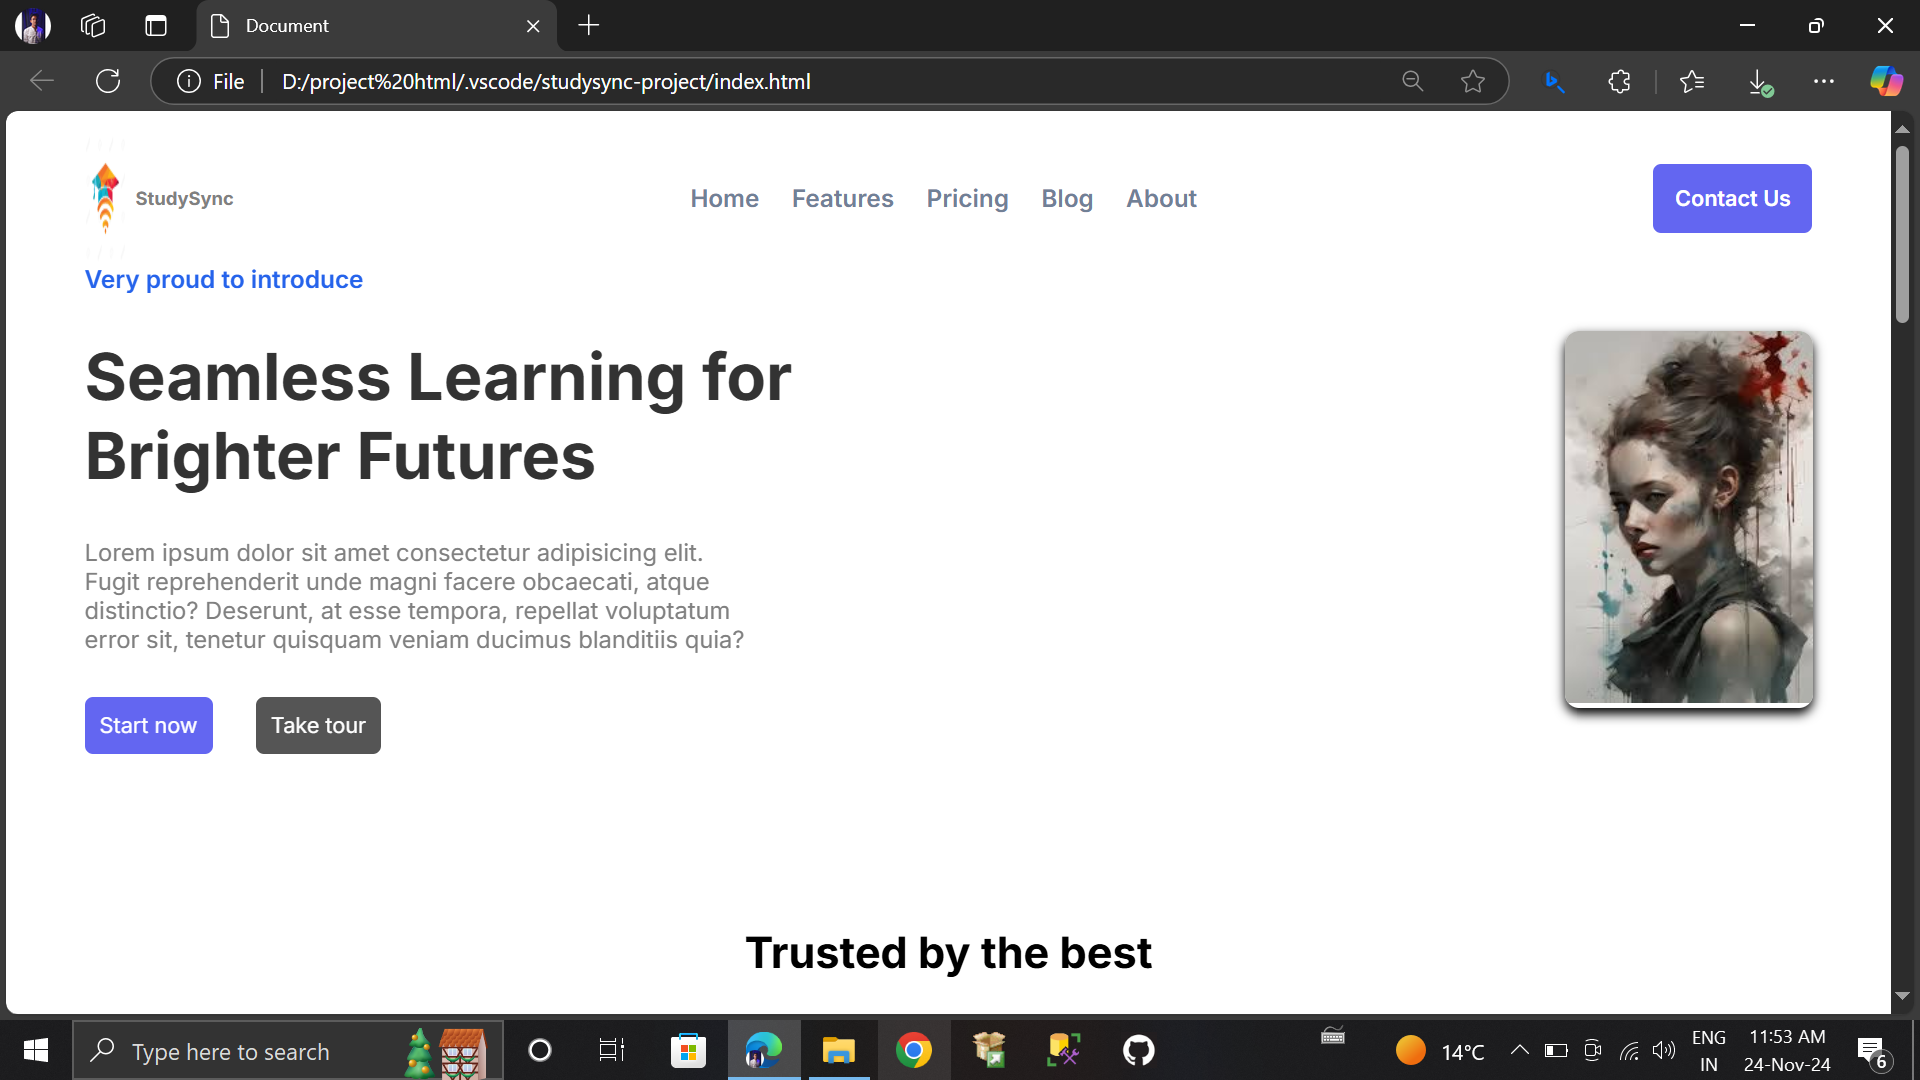 Document
File
D:/project%20html/.vscode/studysync-project/index.html
StudySync
Home
Features
Pricing
Blog
About
Contact Us
Very proud to introduce
Seamless Learning for
Brighter Futures
Lorem ipsum dolor sit amet consectetur adipisicing elit.
Fugit reprehenderit unde magni facere obcaecati, atque
distinctio? Deserunt, at esse tempora, repellat voluptatum
error sit, tenetur quisquam veniam ducimus blanditiis quia?
Start now
Take tour
Trusted by the best
Type here to search
14°C
ENG
IN
11:53 AM
24-Nov-24
6